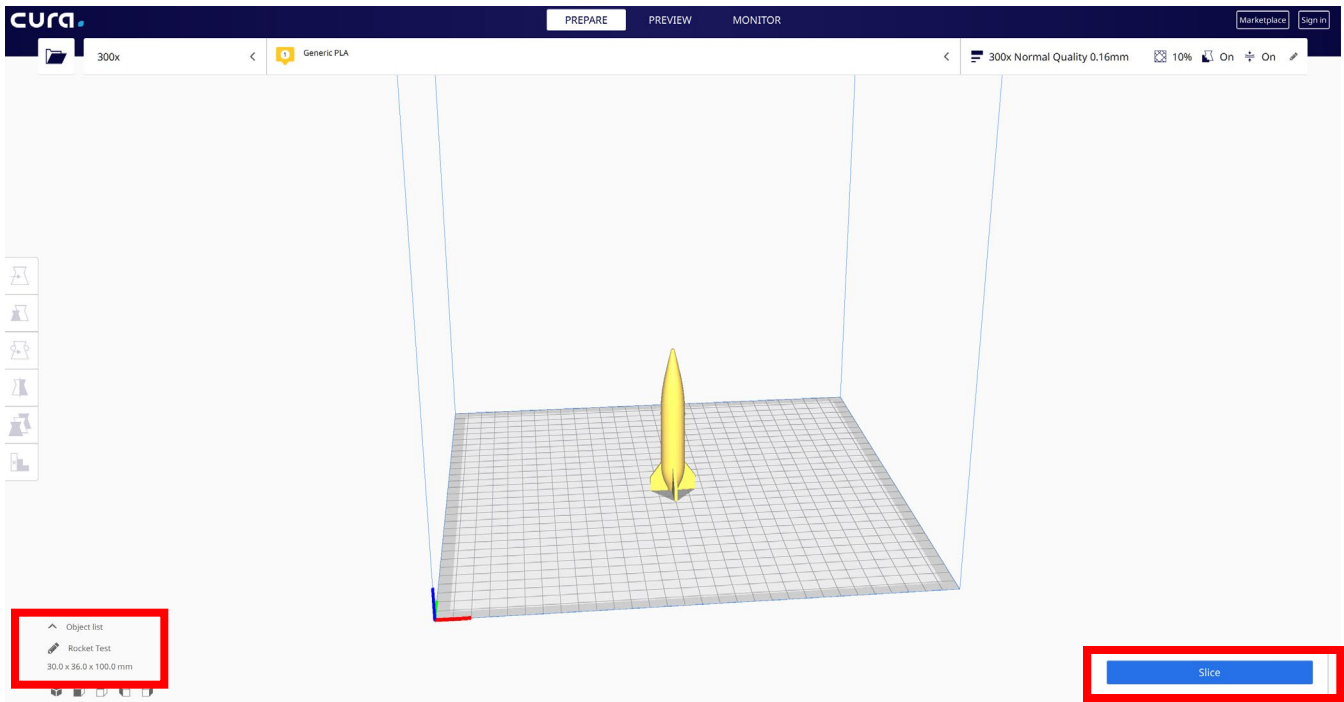 cura.
PREPARE PREVIEW MONITOR
Marketplace Sign in
300x
1 Generic PLA
300x Normal Quality 0.16mm 10% On On
Object list
Rocket Test
30.0 x 36.0 x 100.0 mm
Slice